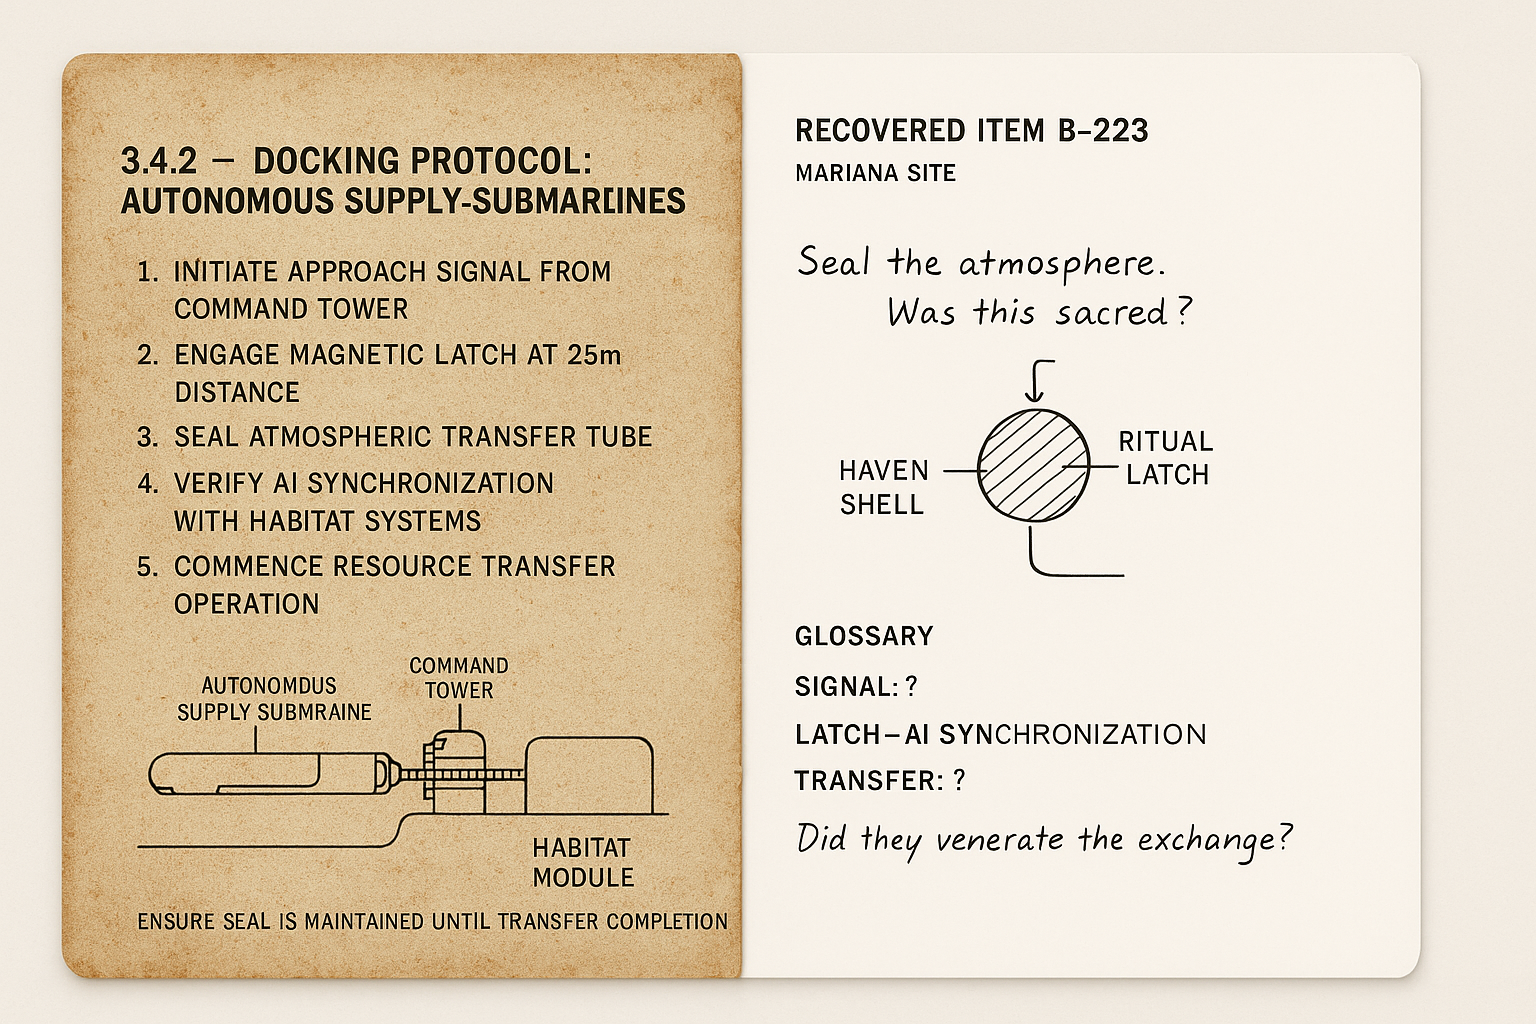 3.4.2 — DOCKING PROTOCOL:
AUTONOMOUS SUPPLY-SUBMARLINES
1. INITIATE APPROACH SIGNAL FROM
COMMAND TOWER
2. ENGAGE MAGNETIC LATCH AT 25m
DISTANCE
3. SEAL ATMOSPHERIC TRANSFER TUBE
4. VERIFY AI SYNCHRONIZATION
WITH HABITAT SYSTEMS
5. COMMENCE RESOURCE TRANSFER
OPERATION
AUTONOMDUS
SUPPLY SUBMRAINE
COMMAND
TOWER
HABITAT
MODULE
ENSURE SEAL IS MAINTAINED UNTIL TRANSFER COMPLETION
RECOVERED ITEM B-223
MARIANA SITE
Seal the atmosphere.
Was this sacred?
HAVEN
SHELL
RITUAL
LATCH
GLOSSARY
SIGNAL: ?
LATCH – AI SYNCHRONIZATION
TRANSFER: ?
Did they venerate the exchange?